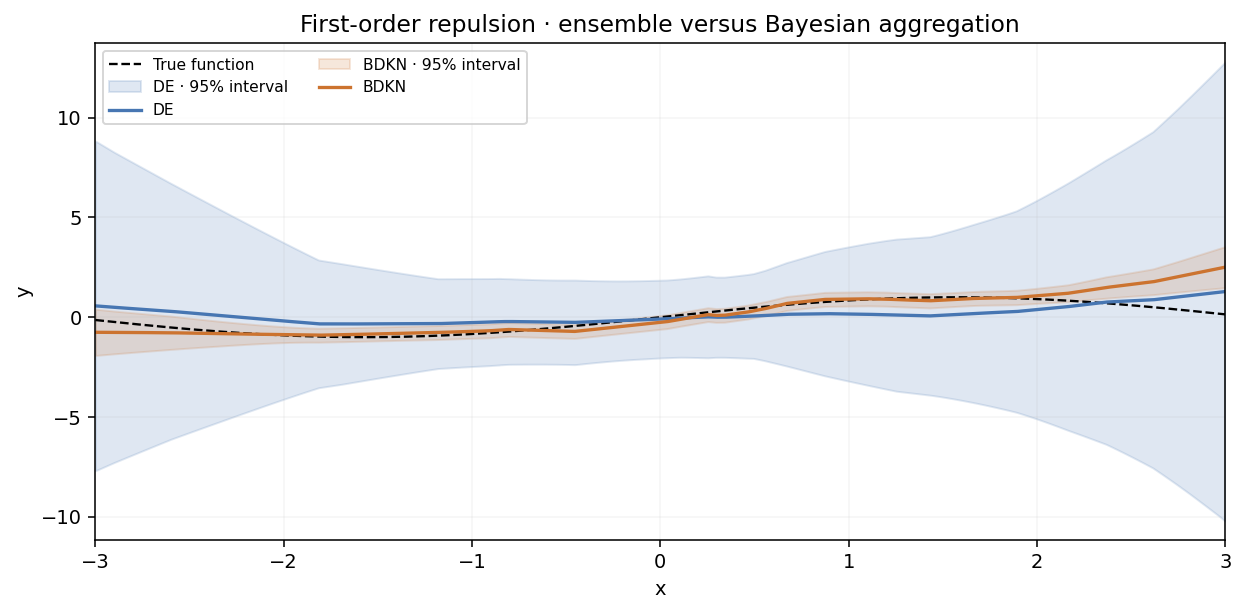 First-order repulsion · ensemble versus Bayesian aggregation
True function
DE · 95% interval
DE
BDKN · 95% interval
BDKN
10
5
0
−5
−10
y
−3
−2
−1
0
1
2
3
x